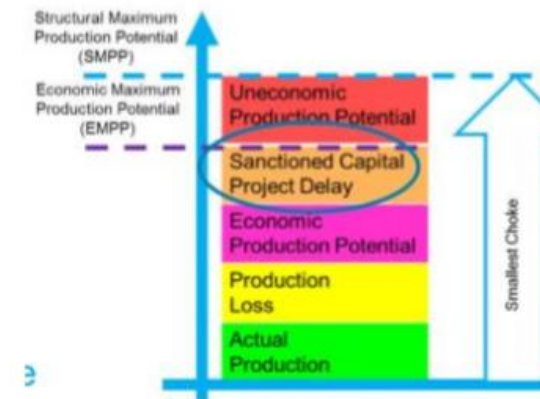 Structural Maximum
Production Potential
(SMPP)
Economic Maximum
Production Potential
(EMPP)
Uneconomic
Production Potential
Sanctioned Capital
Project Delay
Economic
Production Potential
Production
Loss
Actual
Production
Smallest Choke
e